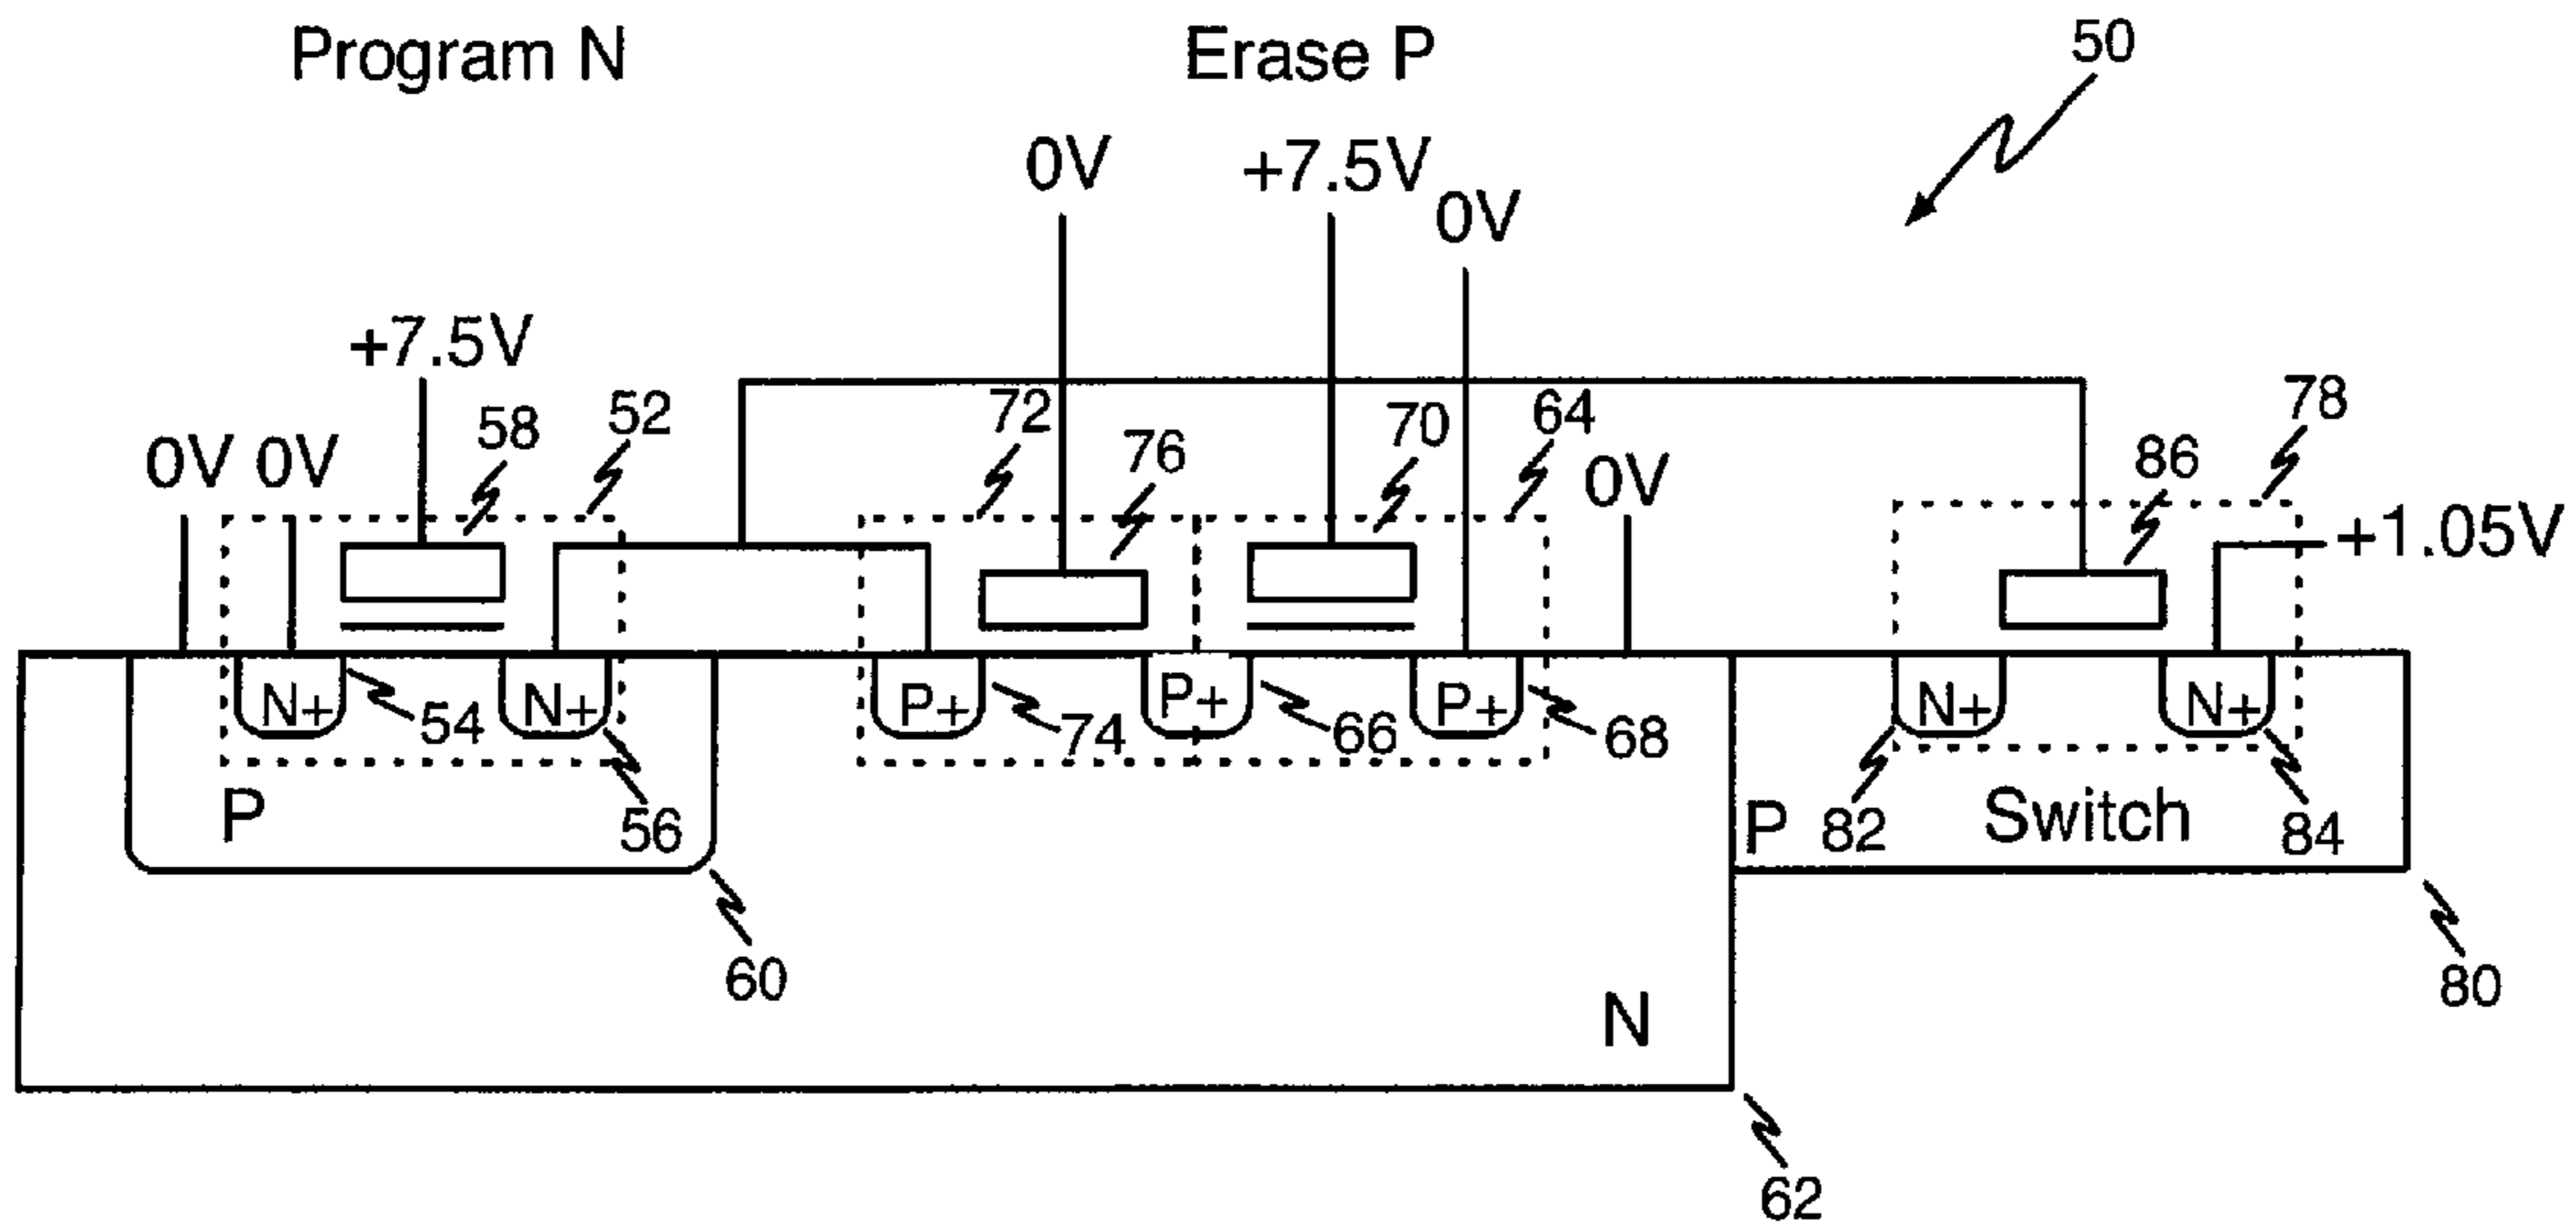 Program N
Erase P
50
0V
+7.5V
0V
+7.5V
58
52
72
76
70
64
78
0V
0V
0V
86
+1.05V
N+
54
N+
P+
74
P+
66
P+
68
N+
N+
P
56
P
82
Switch
84
60
N
80
62